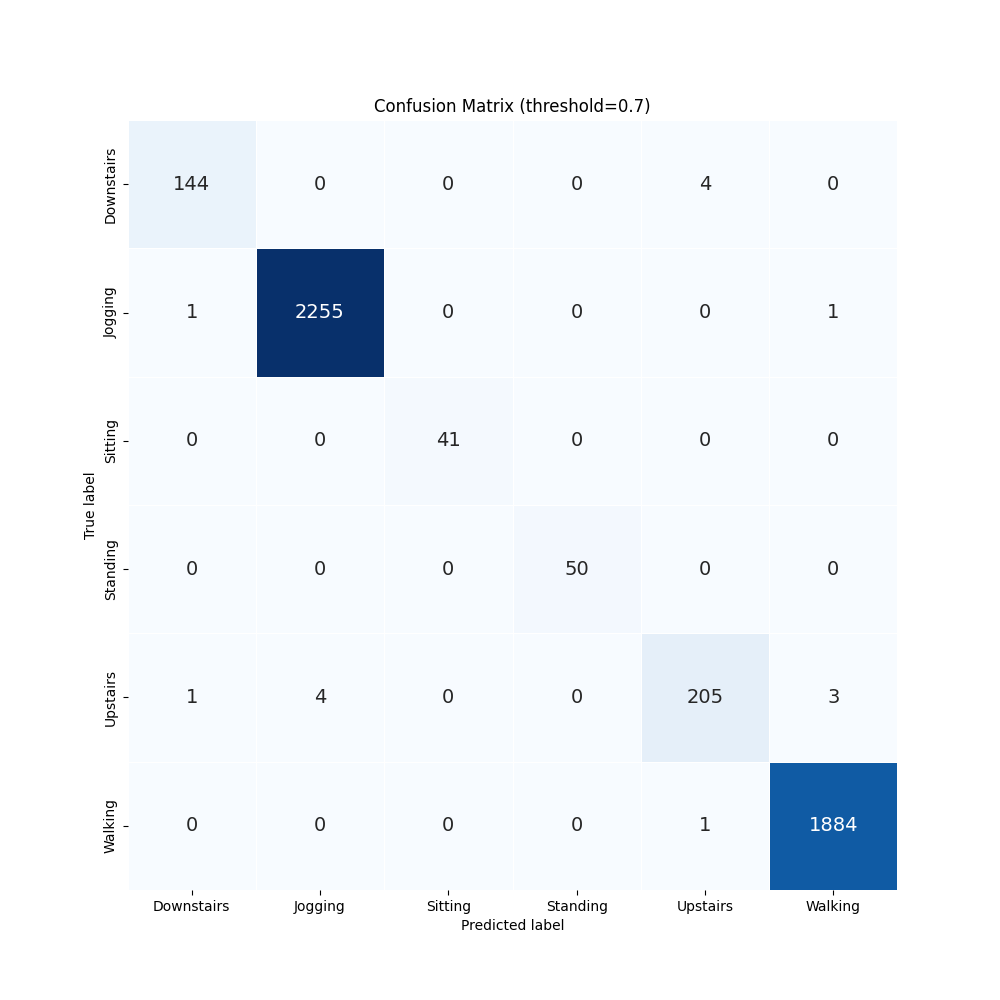 Confusion Matrix (threshold=0.7)
True label
Downstairs 144 0 0 0 4 0
Jogging 1 2255 0 0 0 1
Sitting 0 0 41 0 0 0
Standing 0 0 0 50 0 0
Upstairs 1 4 0 0 205 3
Walking 0 0 0 0 1 1884
Downstairs Jogging Sitting Standing Upstairs Walking
Predicted label